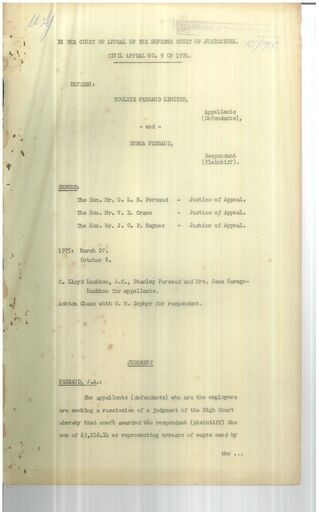 IN THE COURT OF APPEAL OF THE SUPREME COURT OF JUDICATURE.
CIVIL APPEAL NO. 9 OF 1974.
BETWEEN:
TOOLSIE PERSAUD LIMITED,
Appellants
(Defendants),
- and -
DURGA PERSAUD,
Respondent
(Plaintiff).
BEFORE:
The Hon. Mr. G. L. B. Persaud - Justice of Appeal.
The Hon. Mr. V. E. Crane - Justice of Appeal.
The Hon. Mr. J. O. F. Haynes - Justice of Appeal.
1975: March 20.
October 8.
C. Lloyd Luckhoo, S.C., Stanley Persaud and Mrs. Jane Savage-
Luckhoo for appellants.
Ashton Chase with W. M. Zephyr for respondent.
JUDGMENT
PERSAUD, J.A.:
The appellants (defendants) who are the employers
are seeking a rescission of a judgment of the High Court
whereby that court awarded the respondent (plaintiff) the
sum of $3,216.14 as representing arrears of wages owed by
the ...